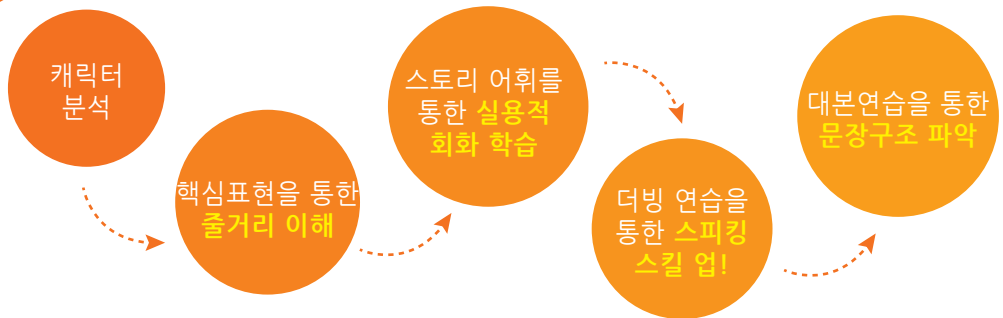 캐릭터
분석
핵심표현을 통한
줄거리 이해
스토리 어휘를
통한 실용적
회화 학습
더빙 연습을
통한 스피킹
스킬 업!
대본연습을 통한
문장구조 파악